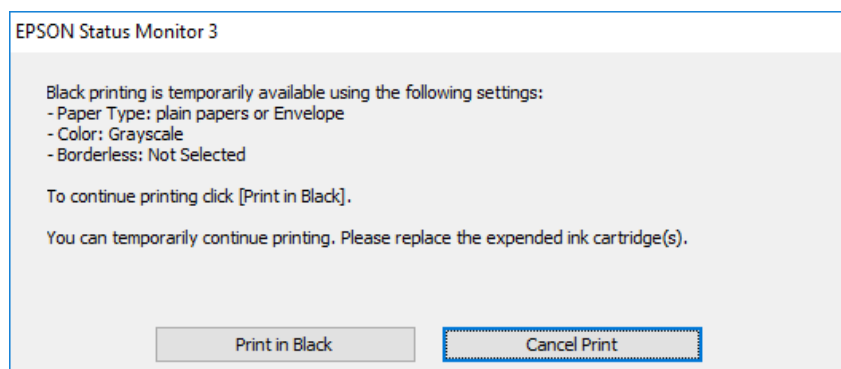 EPSON Status Monitor 3
Black printing is temporarily available using the following settings:
- Paper Type: plain papers or Envelope
- Color: Grayscale
- Borderless: Not Selected
To continue printing click [Print in Black].
You can temporarily continue printing. Please replace the expended ink cartridge(s).
Print in Black
Cancel Print